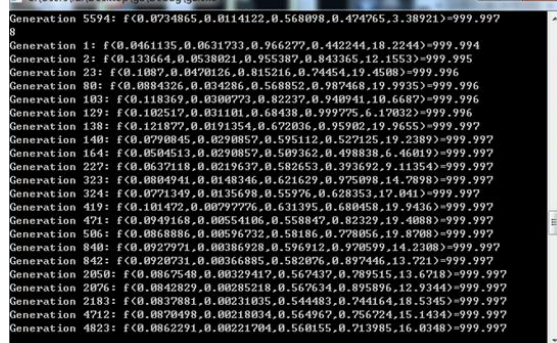 Generation 5594: f(0.0734865,0.0114122,0.568098,0.474765,3.38921)=999.997
8
Generation 1: f(0.0461135,0.0631733,0.966277,0.442244,18.2244)=999.994
Generation 2: f(0.133664,0.0538021,0.955387,0.843365,12.1553)=999.995
Generation 23: f(0.1087,0.0470126,0.815216,0.74454,19.4508)=999.996
Generation 80: f(0.0884326,0.034286,0.568852,0.987468,19.9935)=999.996
Generation 103: f(0.118369,0.0300773,0.82237,0.940941,10.6687)=999.996
Generation 129: f(0.102517,0.031101,0.68438,0.999775,6.17032)=999.996
Generation 138: f(0.121877,0.0191354,0.672036,0.95902,19.9655)=999.997
Generation 140: f(0.0790845,0.0290857,0.595112,0.527125,19.2389)=999.997
Generation 164: f(0.0504513,0.0290857,0.509362,0.498838,6.46019)=999.997
Generation 227: f(0.0637118,0.0219637,0.582653,0.393692,9.11354)=999.997
Generation 323: f(0.0804941,0.0148346,0.621629,0.975098,14.7898)=999.997
Generation 324: f(0.0771349,0.0135698,0.55976,0.628353,17.041)=999.997
Generation 419: f(0.101472,0.00797776,0.631395,0.680458,19.9436)=999.997
Generation 471: f(0.0949168,0.00554106,0.558847,0.82329,19.4088)=999.997
Generation 506: f(0.0868886,0.00596732,0.58186,0.778056,19.8708)=999.997
Generation 840: f(0.0927971,0.00386928,0.596912,0.970599,14.2308)=999.997
Generation 842: f(0.0920731,0.00366885,0.582076,0.897446,13.721)=999.997
Generation 2050: f(0.0867548,0.00329417,0.567437,0.789515,13.6718)=999.997
Generation 2076: f(0.0842829,0.00285218,0.567634,0.895896,12.9344)=999.997
Generation 2183: f(0.0837881,0.00231035,0.544483,0.744164,18.5345)=999.997
Generation 4712: f(0.0870498,0.00218034,0.564967,0.756724,15.1434)=999.997
Generation 4823: f(0.0862291,0.00221704,0.560155,0.713985,16.0348)=999.997